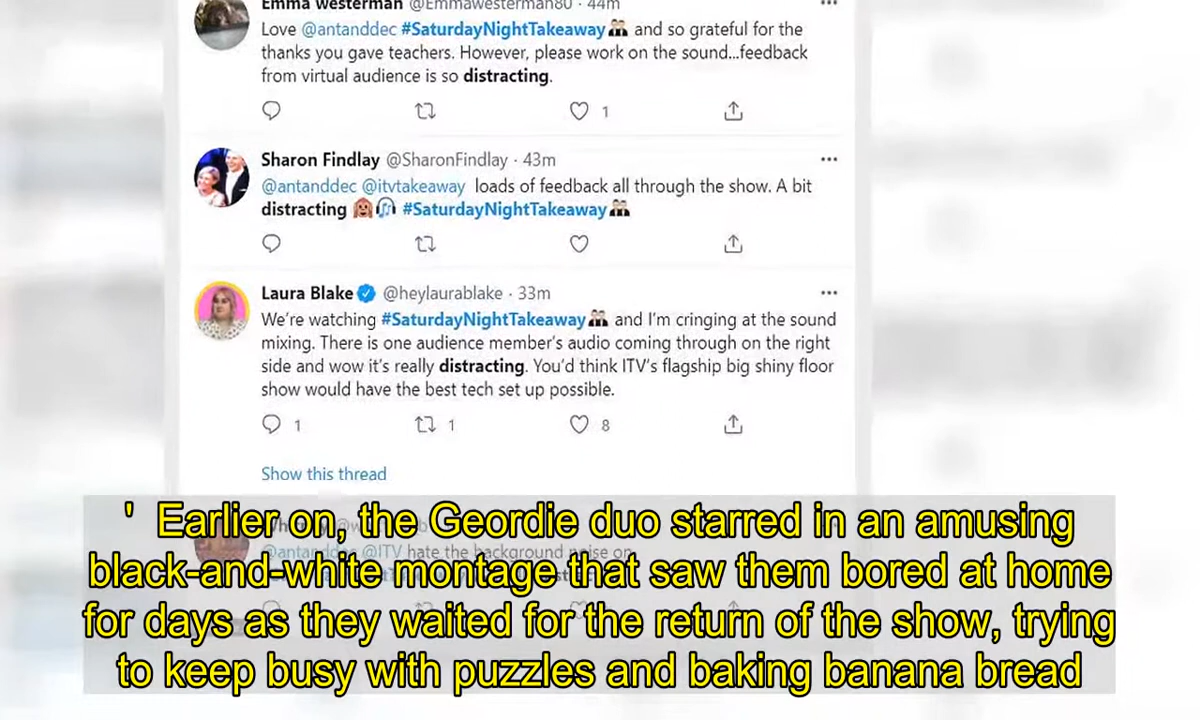 Emma Westerman @Emmawesterman80 · 44m
Love @antanddec #SaturdayNightTakeaway and so grateful for the
thanks you gave teachers. However, please work on the sound...feedback
from virtual audience is so distracting.
1
Sharon Findlay @SharonFindlay · 43m
@antanddec @itvtakeaway loads of feedback all through the show. A bit
distracting #SaturdayNightTakeaway
Laura Blake @heylaurablake · 33m
We're watching #SaturdayNightTakeaway and I'm cringing at the sound
mixing. There is one audience member's audio coming through on the right
side and wow it's really distracting. You'd think ITV's flagship big shiny floor
show would have the best tech set up possible.
1 1 8
Show this thread
@antanddec @ITV hate the background noise on
' Earlier on, the Geordie duo starred in an amusing
black-and-white montage that saw them bored at home
for days as they waited for the return of the show, trying
to keep busy with puzzles and baking banana bread